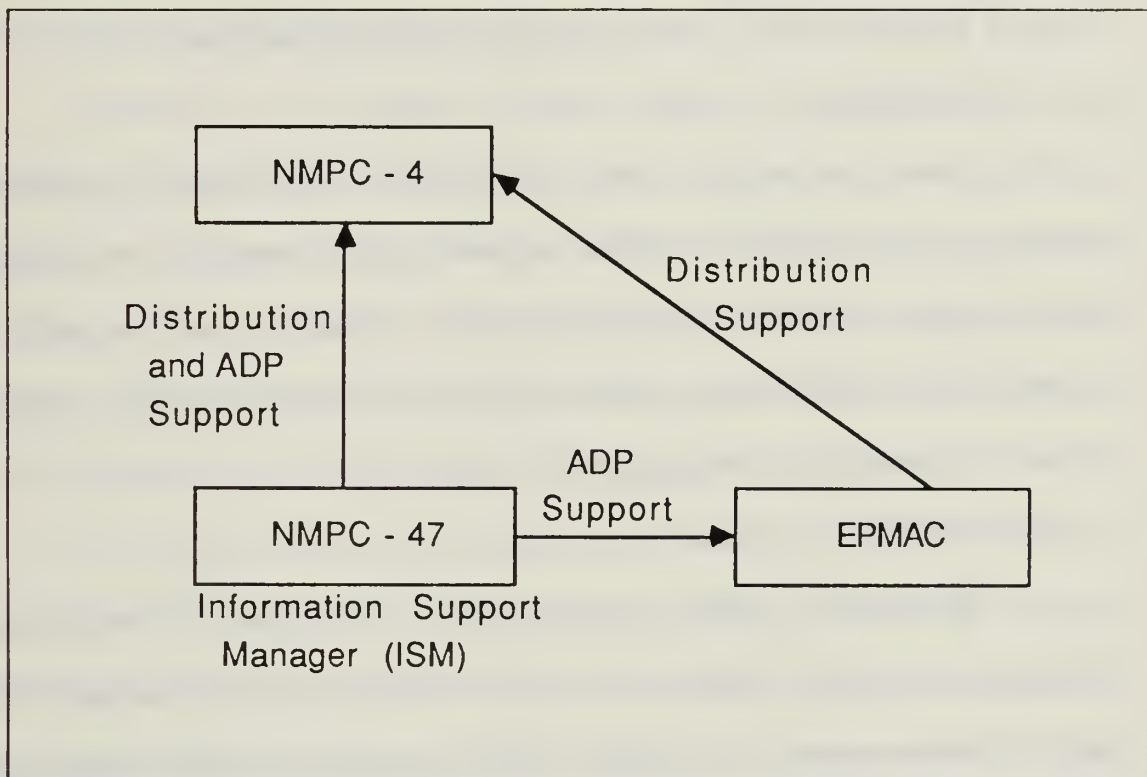 NMPC - 4
Distribution
Support
Distribution
and ADP
Support
ADP
Support
NMPC - 47
EPMAC
Information Support
Manager (ISM)